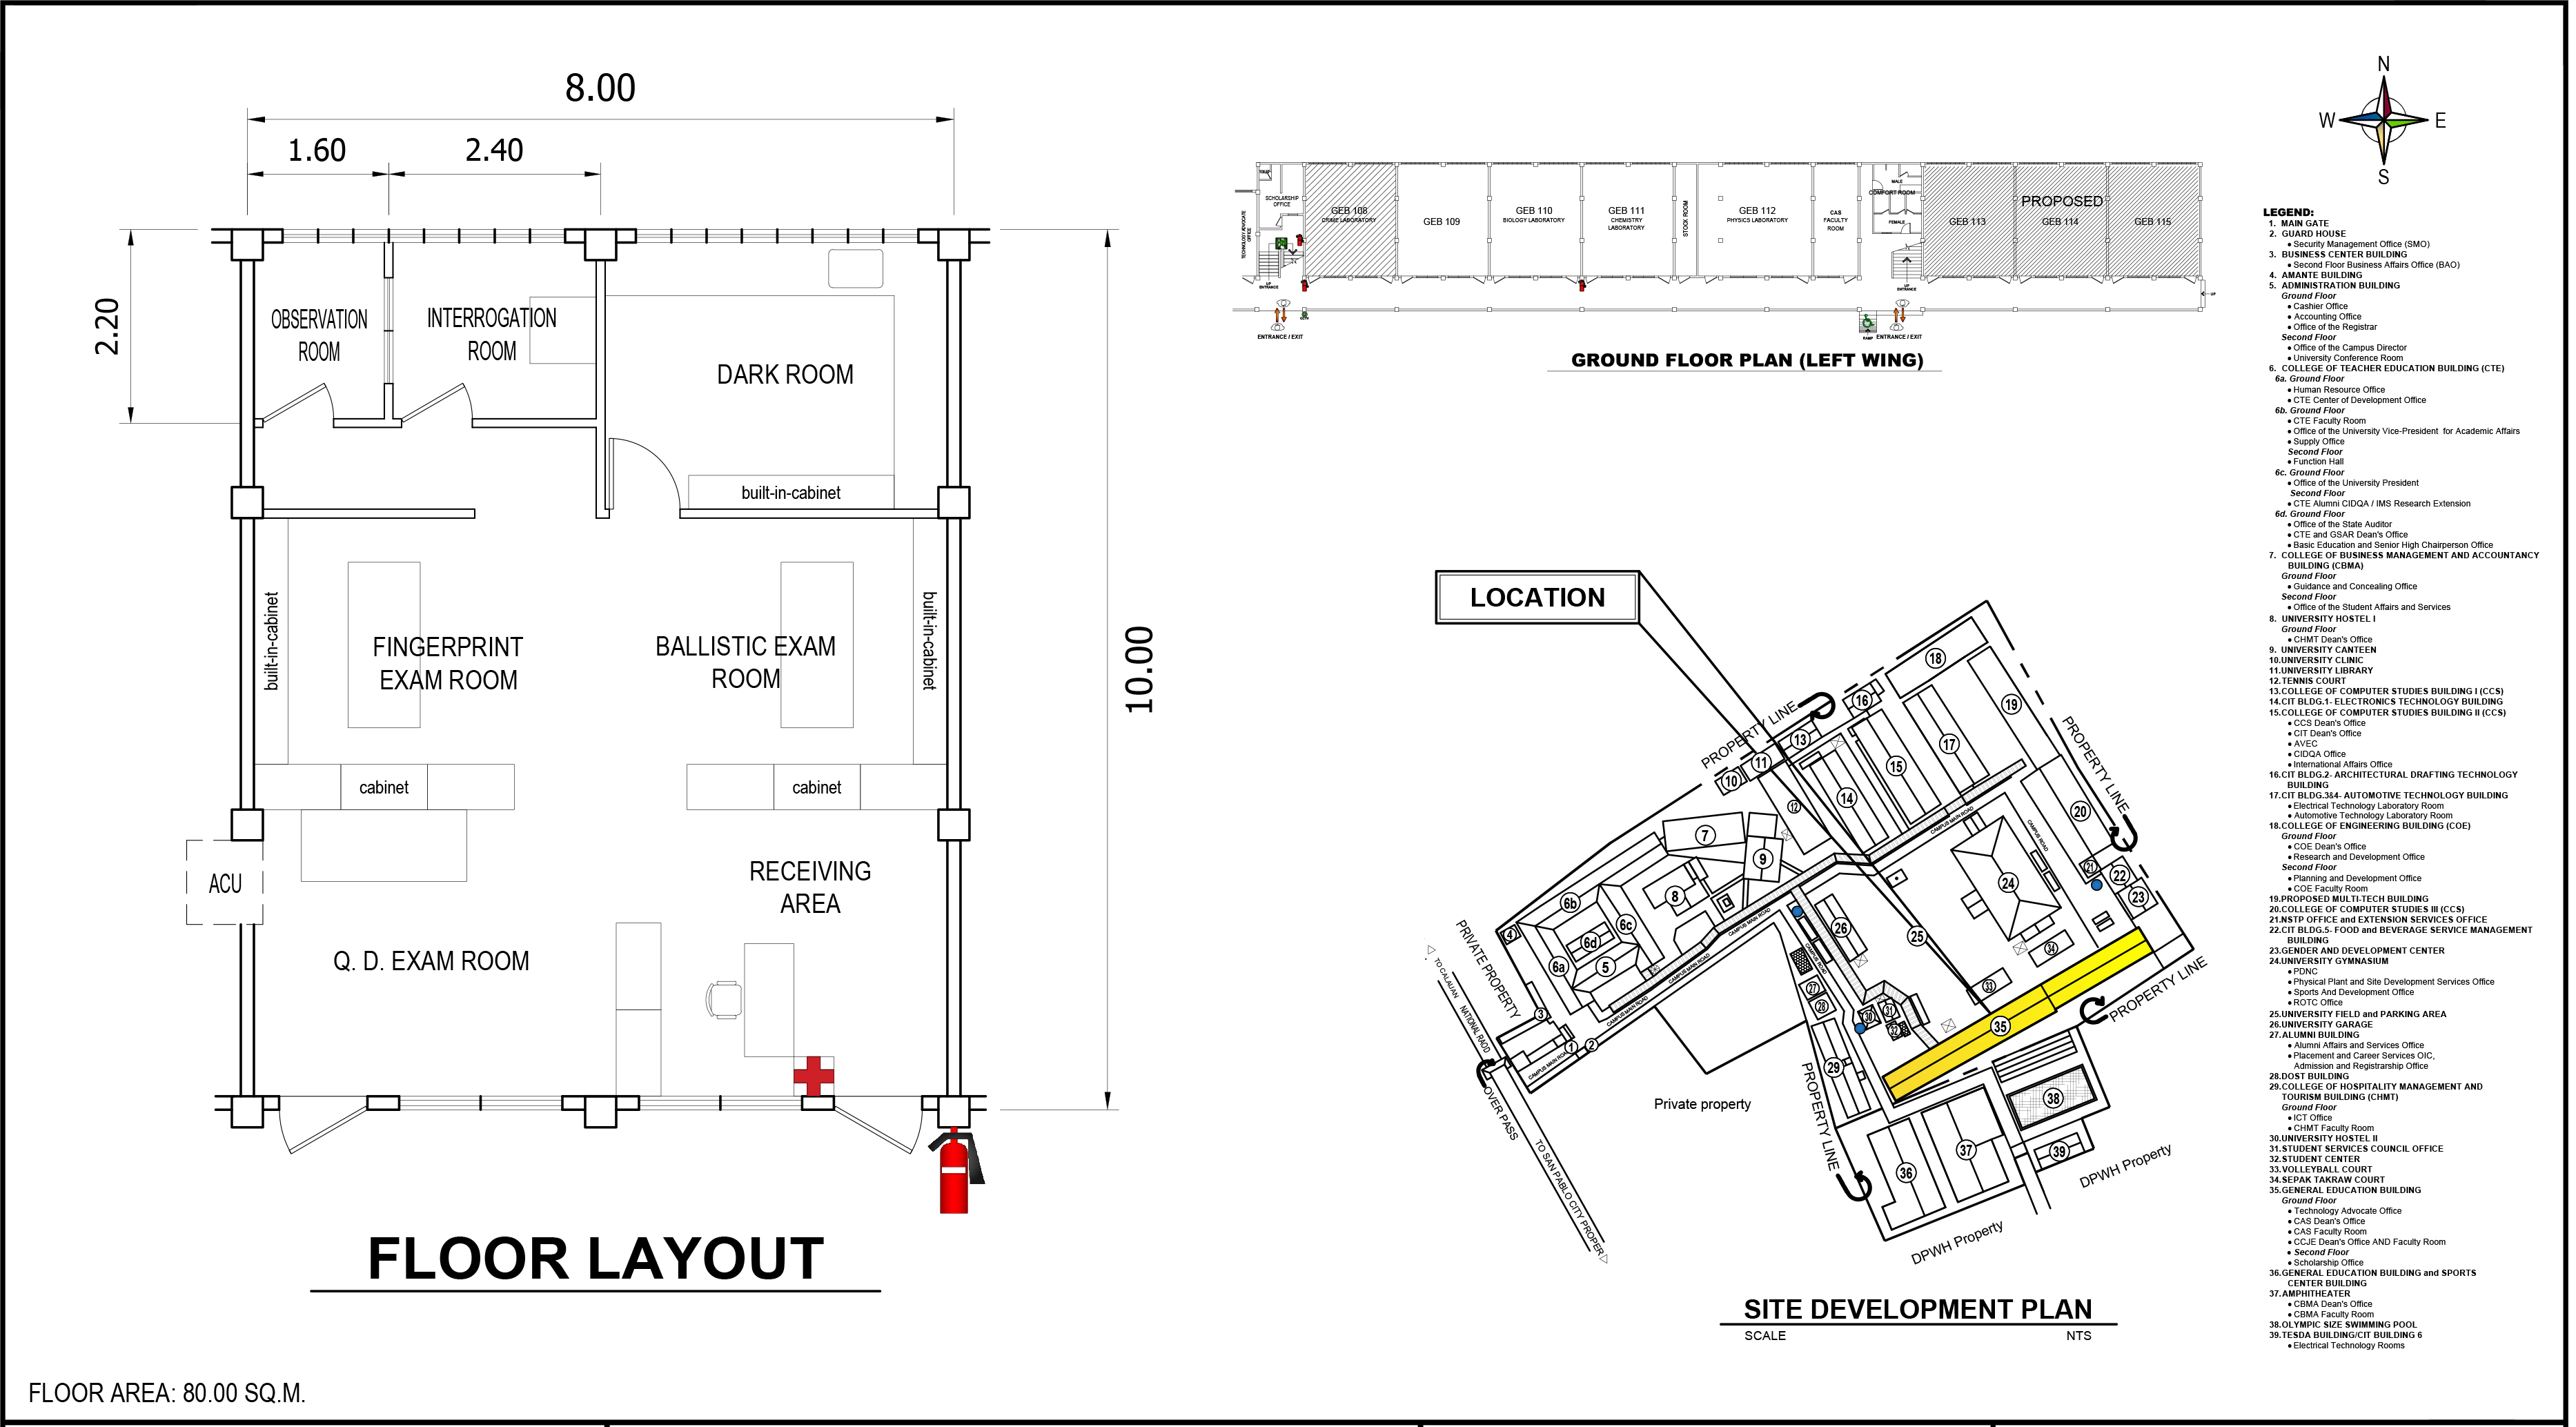 8.00
1.60
2.40
2.20
10.00
OBSERVATION
ROOM
INTERROGATION
ROOM
DARK ROOM
built-in-cabinet
built-in-cabinet
FINGERPRINT
EXAM ROOM
BALLISTIC EXAM
ROOM
built-in-cabinet
cabinet
cabinet
ACU
RECEIVING
AREA
Q. D. EXAM ROOM
FLOOR LAYOUT
FLOOR AREA: 80.00 SQ.M.
TECHNOLOGY ADVOCATE
OFFICE
TOILET
SCHOLARSHIP
OFFICE
UP
ENTRANCE
GEB 108
CRIME LABORATORY
GEB 109
GEB 110
BIOLOGY LABORATORY
GEB 111
CHEMISTRY
LABORATORY
STOCK ROOM
GEB 112
PHYSICS LABORATORY
CAS
FACULTY
ROOM
MALE
COMFORT ROOM
FEMALE
UP
ENTRANCE
PROPOSED
GEB 113
GEB 114
GEB 115
UP
ENTRANCE / EXIT
RAMP
ENTRANCE / EXIT
GROUND FLOOR PLAN (LEFT WING)
N
W
E
S
LOCATION
PROPERTY LINE
PROPERTY LINE
PROPERTY LINE
PROPERTY LINE
PRIVATE PROPERTY
TO CALAUAN
NATIONAL RAOD
OVER PASS
TO SAN PABLO CITY PROPER
CAMPUS MAIN ROAD
CAMPUS MAIN ROAD
CAMPUS MAIN ROAD
CAMPUS MAIN ROAD
CAMPUS MAIN ROAD
CAMPUS ROAD
CAMPUS ROAD
Private property
DPWH Property
DPWH Property
1
2
3
4
5
6a
6b
6c
6d
7
8
9
10
11
12
13
14
15
16
17
18
19
20
21
22
23
24
25
26
27
28
29
30
31
32
33
34
35
36
37
38
39
SITE DEVELOPMENT PLAN
SCALE NTS
LEGEND:
1. MAIN GATE
2. GUARD HOUSE
• Security Management Office (SMO)
3. BUSINESS CENTER BUILDING
• Second Floor Business Affairs Office (BAO)
4. AMANTE BUILDING
5. ADMINISTRATION BUILDING
Ground Floor
• Cashier Office
• Accounting Office
• Office of the Registrar
Second Floor
• Office of the Campus Director
• University Conference Room
6. COLLEGE OF TEACHER EDUCATION BUILDING (CTE)
6a. Ground Floor
• Human Resource Office
• CTE Center of Development Office
6b. Ground Floor
• CTE Faculty Room
• Office of the University Vice-President for Academic Affairs
• Supply Office
Second Floor
• Function Hall
6c. Ground Floor
• Office of the University President
Second Floor
• CTE Alumni CIDQA / IMS Research Extension
6d. Ground Floor
• Office of the State Auditor
• CTE and GSAR Dean's Office
• Basic Education and Senior High Chairperson Office
7. COLLEGE OF BUSINESS MANAGEMENT AND ACCOUNTANCY
BUILDING (CBMA)
Ground Floor
• Guidance and Concealing Office
Second Floor
• Office of the Student Affairs and Services
8. UNIVERSITY HOSTEL I
Ground Floor
• CHMT Dean's Office
9. UNIVERSITY CANTEEN
10.UNIVERSITY CLINIC
11.UNIVERSITY LIBRARY
12.TENNIS COURT
13.COLLEGE OF COMPUTER STUDIES BUILDING I (CCS)
14.CIT BLDG.1- ELECTRONICS TECHNOLOGY BUILDING
15.COLLEGE OF COMPUTER STUDIES BUILDING II (CCS)
• CCS Dean's Office
• CIT Dean's Office
• AVEC
• CIDQA Office
• International Affairs Office
16.CIT BLDG.2- ARCHITECTURAL DRAFTING TECHNOLOGY
BUILDING
17.CIT BLDG.3&4- AUTOMOTIVE TECHNOLOGY BUILDING
• Electrical Technology Laboratory Room
• Automotive Technology Laboratory Room
18.COLLEGE OF ENGINEERING BUILDING (COE)
Ground Floor
• COE Dean's Office
• Research and Development Office
Second Floor
• Planning and Development Office
• COE Faculty Room
19.PROPOSED MULTI-TECH BUILDING
20.COLLEGE OF COMPUTER STUDIES III (CCS)
21.NSTP OFFICE and EXTENSION SERVICES OFFICE
22.CIT BLDG.5- FOOD and BEVERAGE SERVICE MANAGEMENT
BUILDING
23.GENDER AND DEVELOPMENT CENTER
24.UNIVERSITY GYMNASIUM
• PDNC
• Physical Plant and Site Development Services Office
• Sports And Development Office
• ROTC Office
25.UNIVERSITY FIELD and PARKING AREA
26.UNIVERSITY GARAGE
27.ALUMNI BUILDING
• Alumni Affairs and Services Office
• Placement and Career Services OIC,
Admission and Registrarship Office
28.DOST BUILDING
29.COLLEGE OF HOSPITALITY MANAGEMENT AND
TOURISM BUILDING (CHMT)
Ground Floor
• ICT Office
• CHMT Faculty Room
30.UNIVERSITY HOSTEL II
31.STUDENT SERVICES COUNCIL OFFICE
32.STUDENT CENTER
33.VOLLEYBALL COURT
34.SEPAK TAKRAW COURT
35.GENERAL EDUCATION BUILDING
Ground Floor
• Technology Advocate Office
• CAS Dean's Office
• CAS Faculty Room
• CCJE Dean's Office AND Faculty Room
• Second Floor
• Scholarship Office
36.GENERAL EDUCATION BUILDING and SPORTS
CENTER BUILDING
37.AMPHITHEATER
• CBMA Dean's Office
• CBMA Faculty Room
38.OLYMPIC SIZE SWIMMING POOL
39.TESDA BUILDING/CIT BUILDING 6
• Electrical Technology Rooms